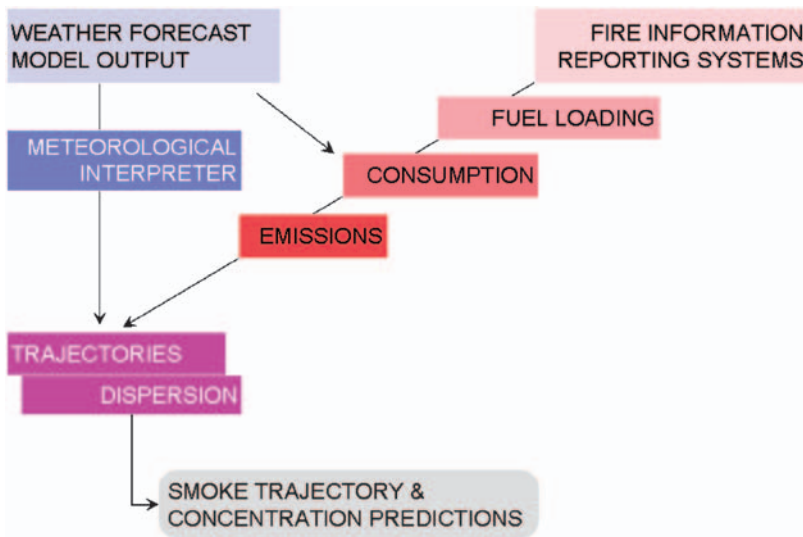 WEATHER FORECAST
MODEL OUTPUT
FIRE INFORMATION
REPORTING SYSTEMS
FUEL LOADING
METEOROLOGICAL
INTERPRETER
CONSUMPTION
EMISSIONS
TRAJECTORIES
DISPERSION
SMOKE TRAJECTORY &
CONCENTRATION PREDICTIONS